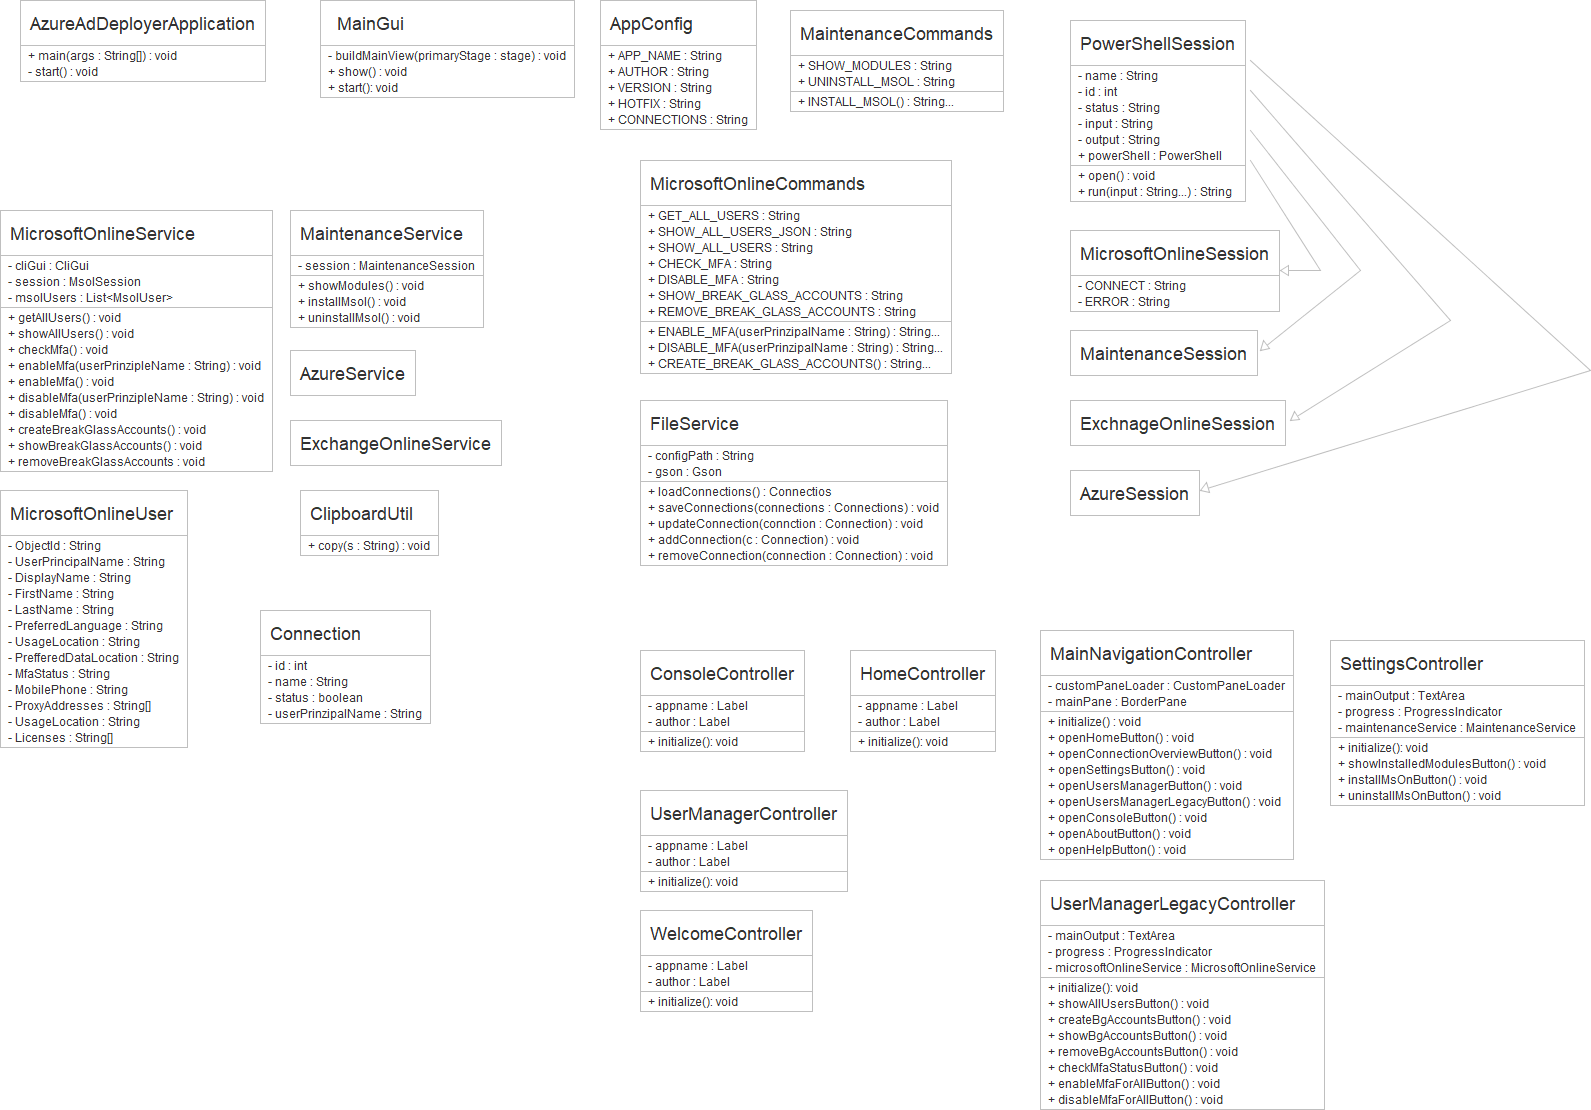 AzureAdDeployerApplication
+ main(args : String[]) : void
- start() : void
MainGui
- buildMainView(primaryStage : stage) : void
+ show() : void
+ start(): void
AppConfig
+ APP_NAME : String
+ AUTHOR : String
+ VERSION : String
+ HOTFIX : String
+ CONNECTIONS : String
MaintenanceCommands
+ SHOW_MODULES : String
+ UNINSTALL_MSOL : String
+ INSTALL_MSOL() : String...
PowerShellSession
- name : String
- id : int
- status : String
- input : String
- output : String
+ powerShell : PowerShell
+ open() : void
+ run(input : String...) : String
MicrosoftOnlineService
- cliGui : CliGui
- session : MsolSession
- msolUsers : List<MsolUser>
+ getAllUsers() : void
+ showAllUsers() : void
+ checkMfa() : void
+ enableMfa(userPrinzipleName : String) : void
+ enableMfa() : void
+ disableMfa(userPrinzipleName : String) : void
+ disableMfa() : void
+ createBreakGlassAccounts() : void
+ showBreakGlassAccounts() : void
+ removeBreakGlassAccounts : void
MaintenanceService
- session : MaintenanceSession
+ showModules() : void
+ installMsol() : void
+ uninstallMsol() : void
AzureService
ExchangeOnlineService
MicrosoftOnlineCommands
+ GET_ALL_USERS : String
+ SHOW_ALL_USERS_JSON : String
+ SHOW_ALL_USERS : String
+ CHECK_MFA : String
+ DISABLE_MFA : String
+ SHOW_BREAK_GLASS_ACCOUNTS : String
+ REMOVE_BREAK_GLASS_ACCOUNTS : String
+ ENABLE_MFA(userPrinzipalName : String) : String...
+ DISABLE_MFA(userPrinzipalName : String) : String...
+ CREATE_BREAK_GLASS_ACCOUNTS() : String...
MicrosoftOnlineSession
- CONNECT : String
- ERROR : String
MaintenanceSession
ExchnageOnlineSession
AzureSession
FileService
- configPath : String
- gson : Gson
+ loadConnections() : Connectios
+ saveConnections(connections : Connections) : void
+ updateConnection(connction : Connection) : void
+ addConnection(c : Connection) : void
+ removeConnection(connection : Connection) : void
MicrosoftOnlineUser
- ObjectId : String
- UserPrincipalName : String
- DisplayName : String
- FirstName : String
- LastName : String
- PreferredLanguage : String
- UsageLocation : String
- PrefferedDataLocation : String
- MfaStatus : String
- MobilePhone : String
- ProxyAddresses : String[]
- UsageLocation : String
- Licenses : String[]
ClipboardUtil
+ copy(s : String) : void
Connection
- id : int
- name : String
- status : boolean
- userPrinzipalName : String
ConsoleController
- appname : Label
- author : Label
+ initialize(): void
HomeController
- appname : Label
- author : Label
+ initialize(): void
MainNavigationController
- customPaneLoader : CustomPaneLoader
- mainPane : BorderPane
+ initialize() : void
+ openHomeButton() : void
+ openConnectionOverviewButton() : void
+ openSettingsButton() : void
+ openUsersManagerButton() : void
+ openUsersManagerLegacyButton() : void
+ openConsoleButton() : void
+ openAboutButton() : void
+ openHelpButton() : void
SettingsController
- mainOutput : TextArea
- progress : ProgressIndicator
- maintenanceService : MaintenanceService
+ initialize(): void
+ showInstalledModulesButton() : void
+ installMsOnButton() : void
+ uninstallMsOnButton() : void
UserManagerController
- appname : Label
- author : Label
+ initialize(): void
WelcomeController
- appname : Label
- author : Label
+ initialize(): void
UserManagerLegacyController
- mainOutput : TextArea
- progress : ProgressIndicator
- microsoftOnlineService : MicrosoftOnlineService
+ initialize(): void
+ showAllUsersButton() : void
+ createBgAccountsButton() : void
+ showBgAccountsButton() : void
+ removeBgAccountsButton() : void
+ checkMfaStatusButton() : void
+ enableMfaForAllButton() : void
+ disableMfaForAllButton() : void